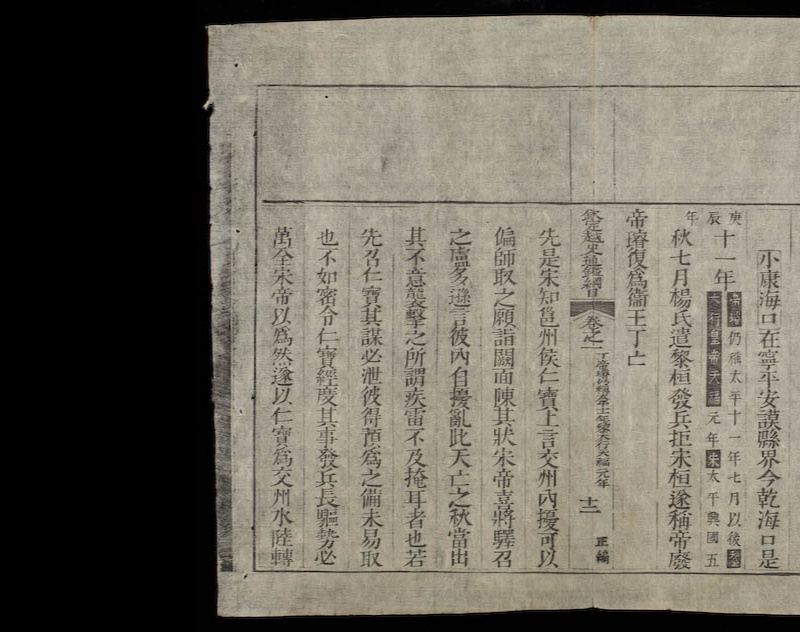 小康海口在寧平安謨縣界今乾海口是
庚辰十一年帝璿仍稱太平十一年七月以後黎
年
大行皇帝天福元年宋太平興國五
秋七月楊氏遣黎桓發兵拒宋桓遂稱帝廢
帝璿復爲衞王丁亡
欽定越史通鑑綱目 卷之一 丁帝璿仍稱太平十一年黎大行天福元年 十二 正編
先是宋知邕州侯仁寶上言交州內擾可以
偏師取之願詣闕面陳其狀宋帝喜將驛召
之盧多遜言彼內自擾亂此天亡之秋當出
其不意襲擊之所謂疾雷不及掩耳者也若
先召仁寶其謀必泄彼得預爲之備未易取
也不如密令仁寶經度其事發兵長驅勢必
萬全宋帝以爲然遂以仁寶爲交州水陸轉